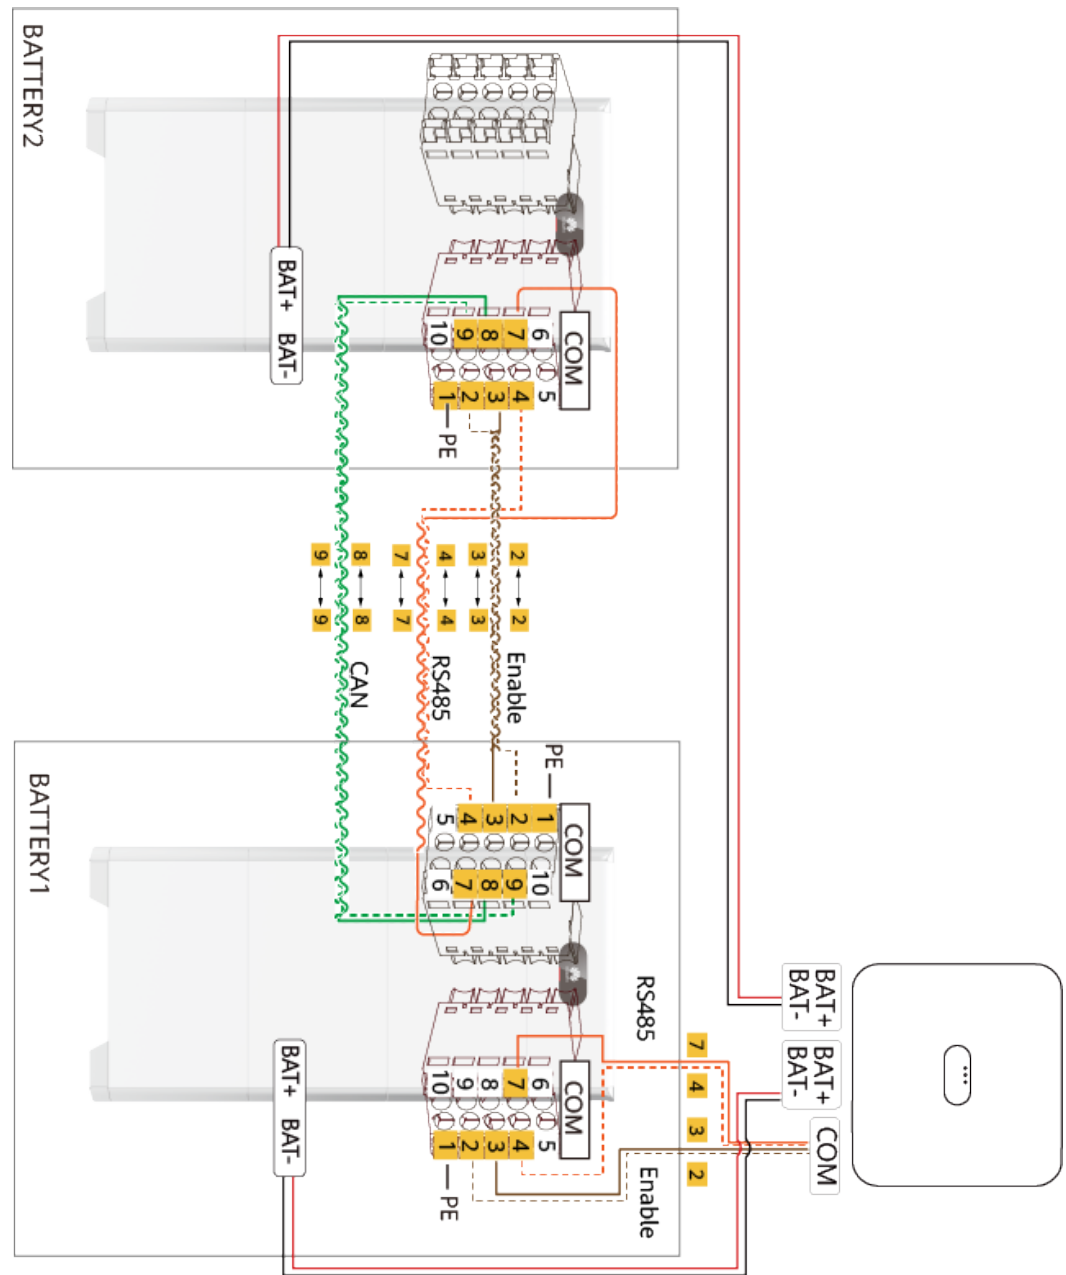 BATTERY2
BAT+ BAT-
10 9 8 7 6
COM
1 2 3 4 5
PE
9 8 7 4 3 2
9 8 7 4 3 2
CAN
RS485
Enable
BATTERY1
PE
5 4 3 2 1
COM
6 7 8 9 10
BAT+ BAT-
10 9 8 7 6
COM
1 2 3 4 5
PE
RS485
7
4
3
2
Enable
BAT+
BAT-
BAT+
BAT-
COM